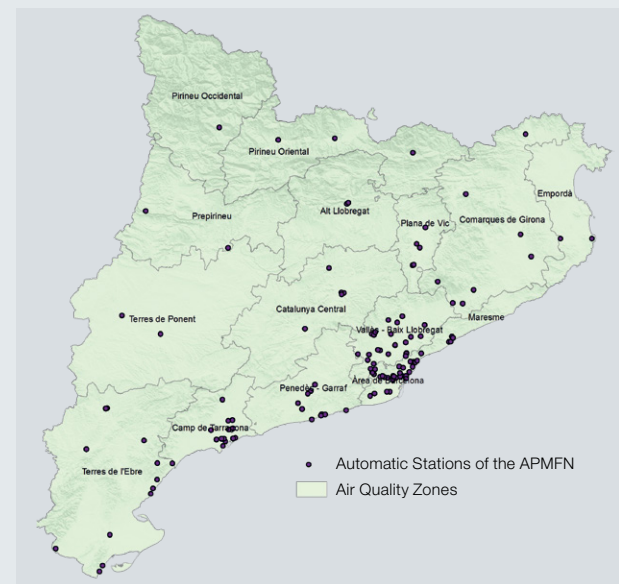 Pirineu Occidental
Pirineu Oriental
Empordà
Prepirineu
Alt Llobregat
Plana de Vic
Comarques de Girona
Catalunya Central
Terres de Ponent
Maresme
Vallès - Baix Llobregat
Àrea de Barcelona
Penedès - Garraf
Camp de Tarragona
Terres de l'Ebre
Automatic Stations of the APMFN
Air Quality Zones